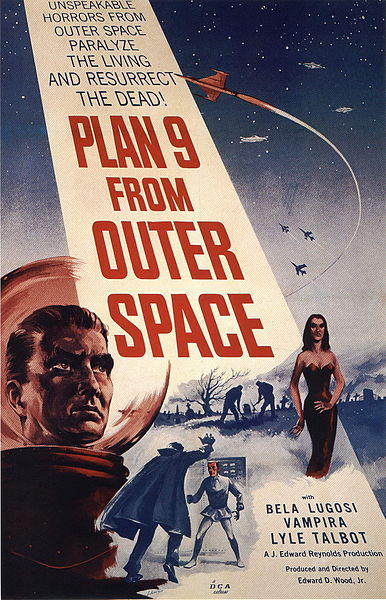 UNSPEAKABLE
HORRORS FROM
OUTER SPACE
PARALYZE
THE LIVING
AND RESURRECT
THE DEAD!
PLAN 9
FROM
OUTER
SPACE
with
BELA LUGOSI
VAMPIRA
LYLE TALBOT
A J. Edward Reynolds Production
Produced and Directed by
Edward D. Wood, Jr.
a
DCA
release